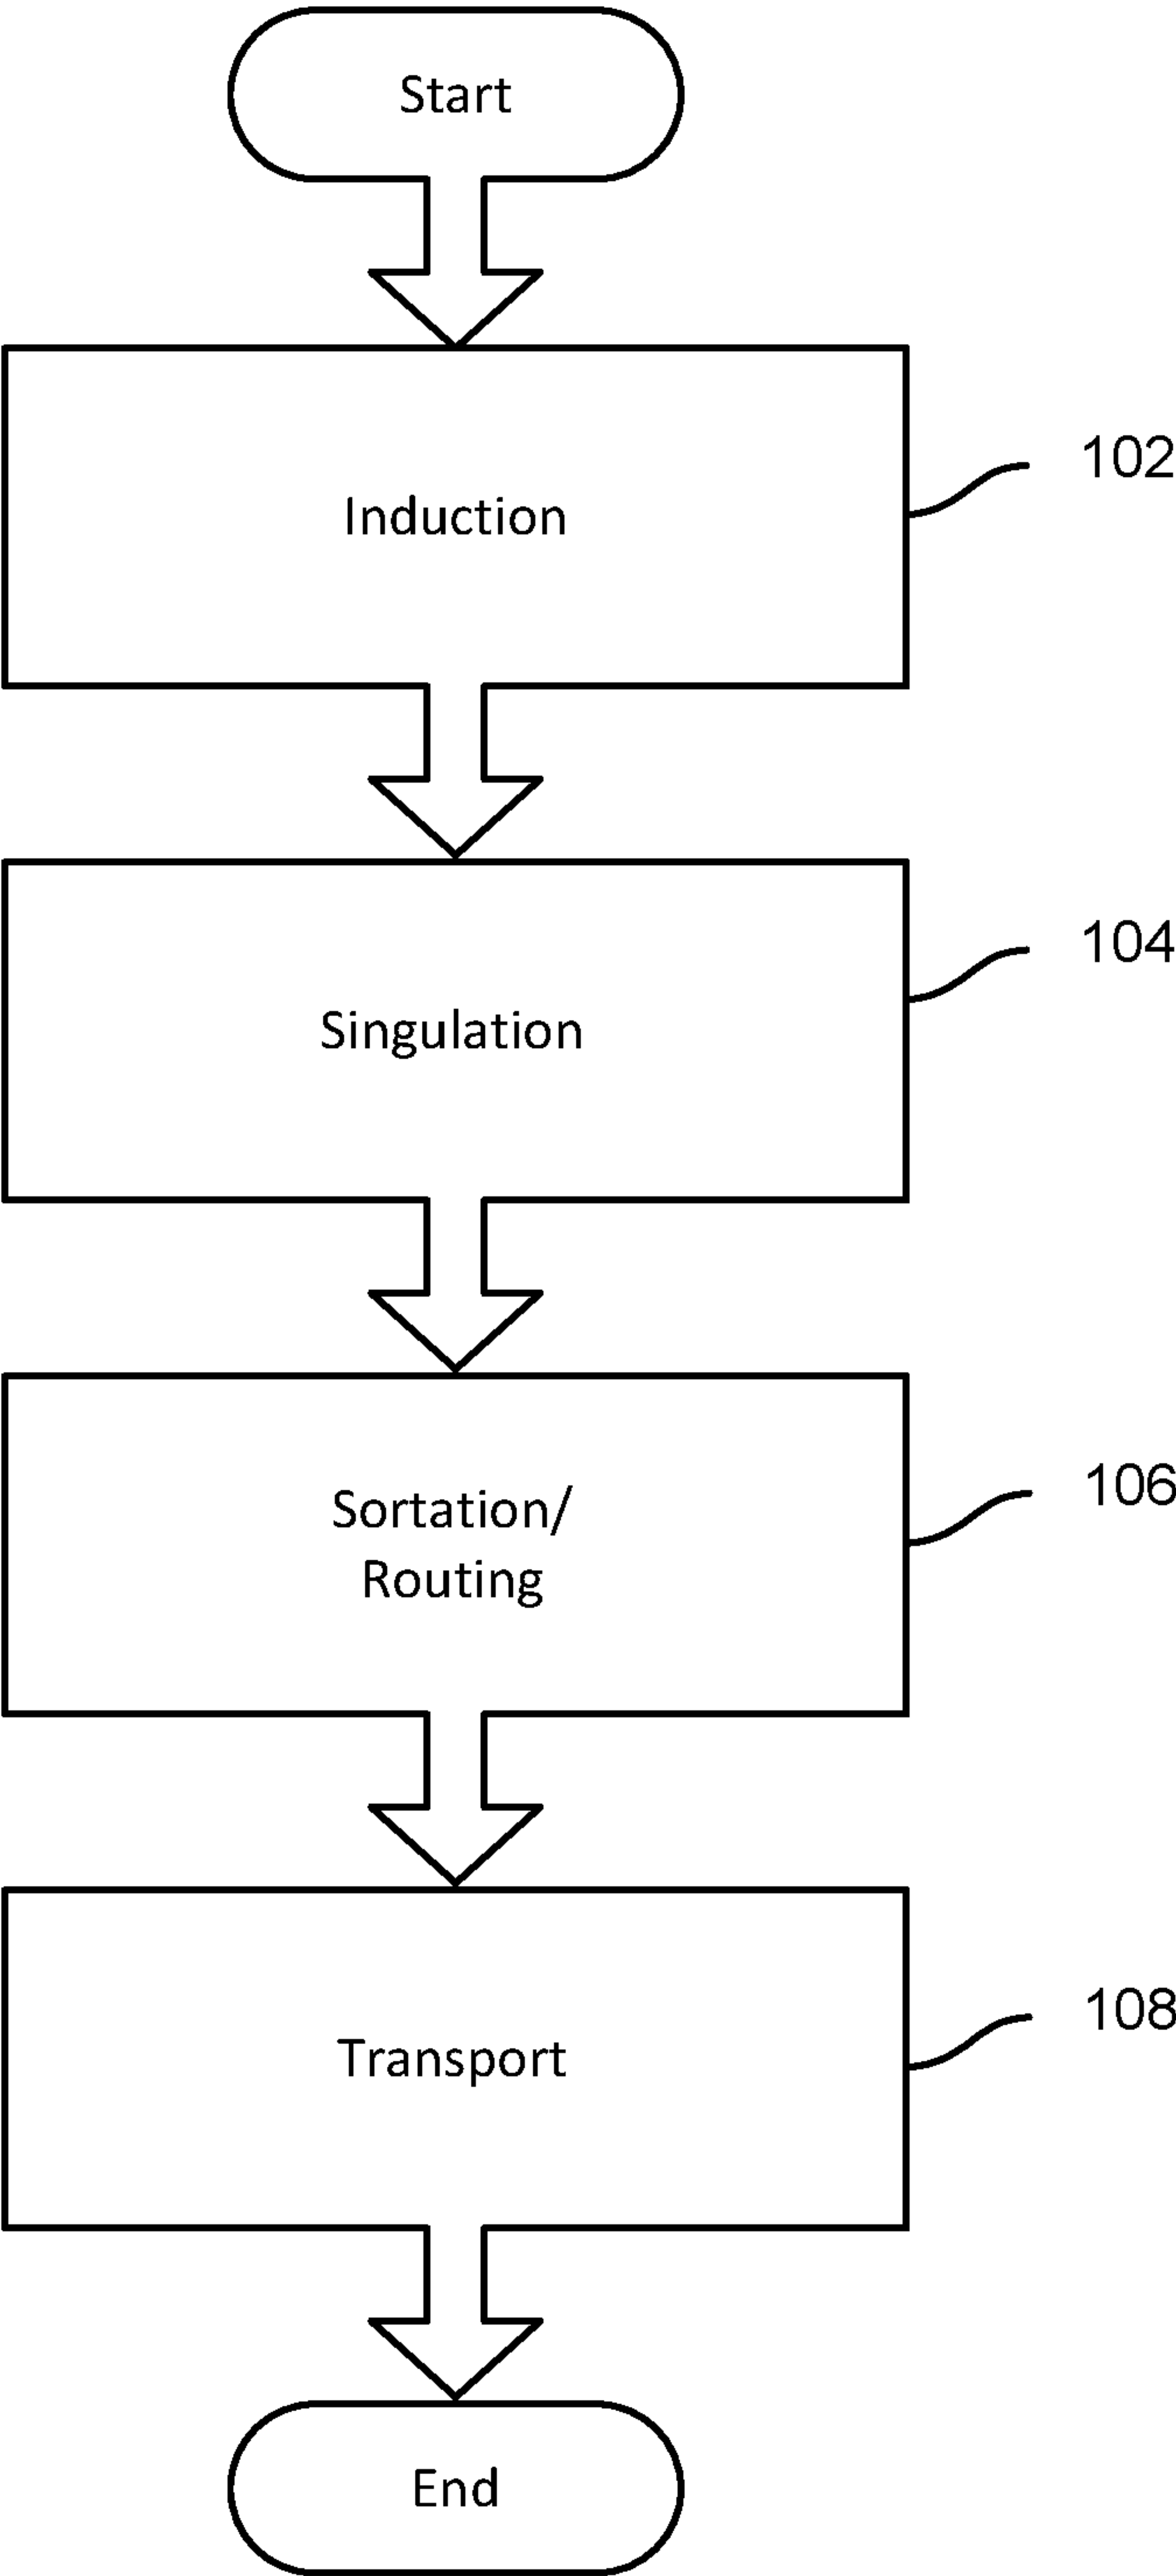 Start
Induction
102
Singulation
104
Sortation/
Routing
106
Transport
108
End